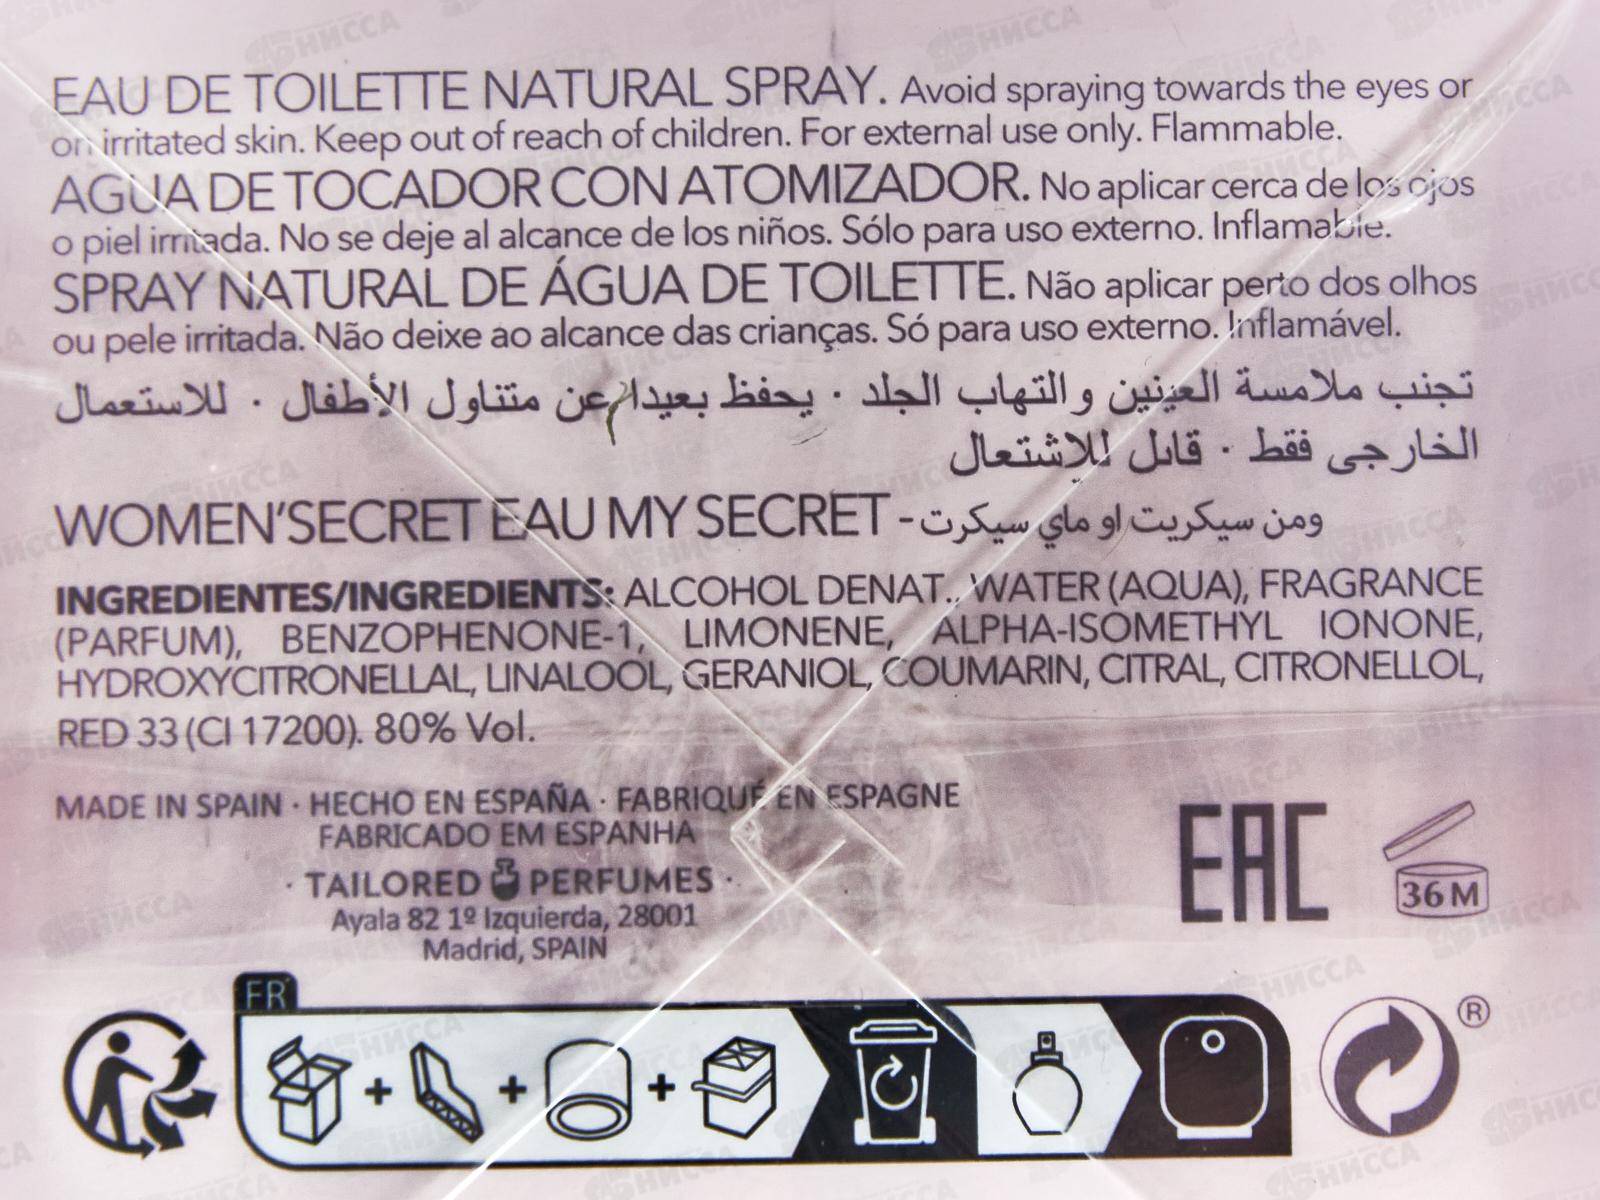 EAU DE TOILETTE NATURAL SPRAY. Avoid spraying towards the eyes or
on irritated skin. Keep out of reach of children. For external use only. Flammable.
AGUA DE TOCADOR CON ATOMIZADOR. No aplicar cerca de los ojos
o piel irritada. No se deje al alcance de los niños. Sólo para uso externo. Inflamable.
SPRAY NATURAL DE ÁGUA DE TOILETTE. Não aplicar perto dos olhos
ou pele irritada. Não deixe ao alcance das crianças. Só para uso externo. Inflamável.
تجنب ملامسة العينين والتهاب الجلد · يحفظ بعيدا عن متناول الأطفال · للاستعمال
الخارجى فقط · قابل للاشتعال
WOMEN'SECRET EAU MY SECRET - ومن سيكريت او ماي سيكرت
INGREDIENTES/INGREDIENTS: ALCOHOL DENAT., WATER (AQUA), FRAGRANCE
(PARFUM), BENZOPHENONE-1, LIMONENE, ALPHA-ISOMETHYL IONONE,
HYDROXYCITRONELLAL, LINALOOL, GERANIOL, COUMARIN, CITRAL, CITRONELLOL,
RED 33 (CI 17200). 80% Vol.
MADE IN SPAIN · HECHO EN ESPAÑA · FABRIQUÉ EN ESPAGNE
FABRICADO EM ESPANHA
· TAILORED PERFUMES ·
Ayala 82 1º Izquierda, 28001
Madrid, SPAIN
EAC
36 M
FR
®
НИССА